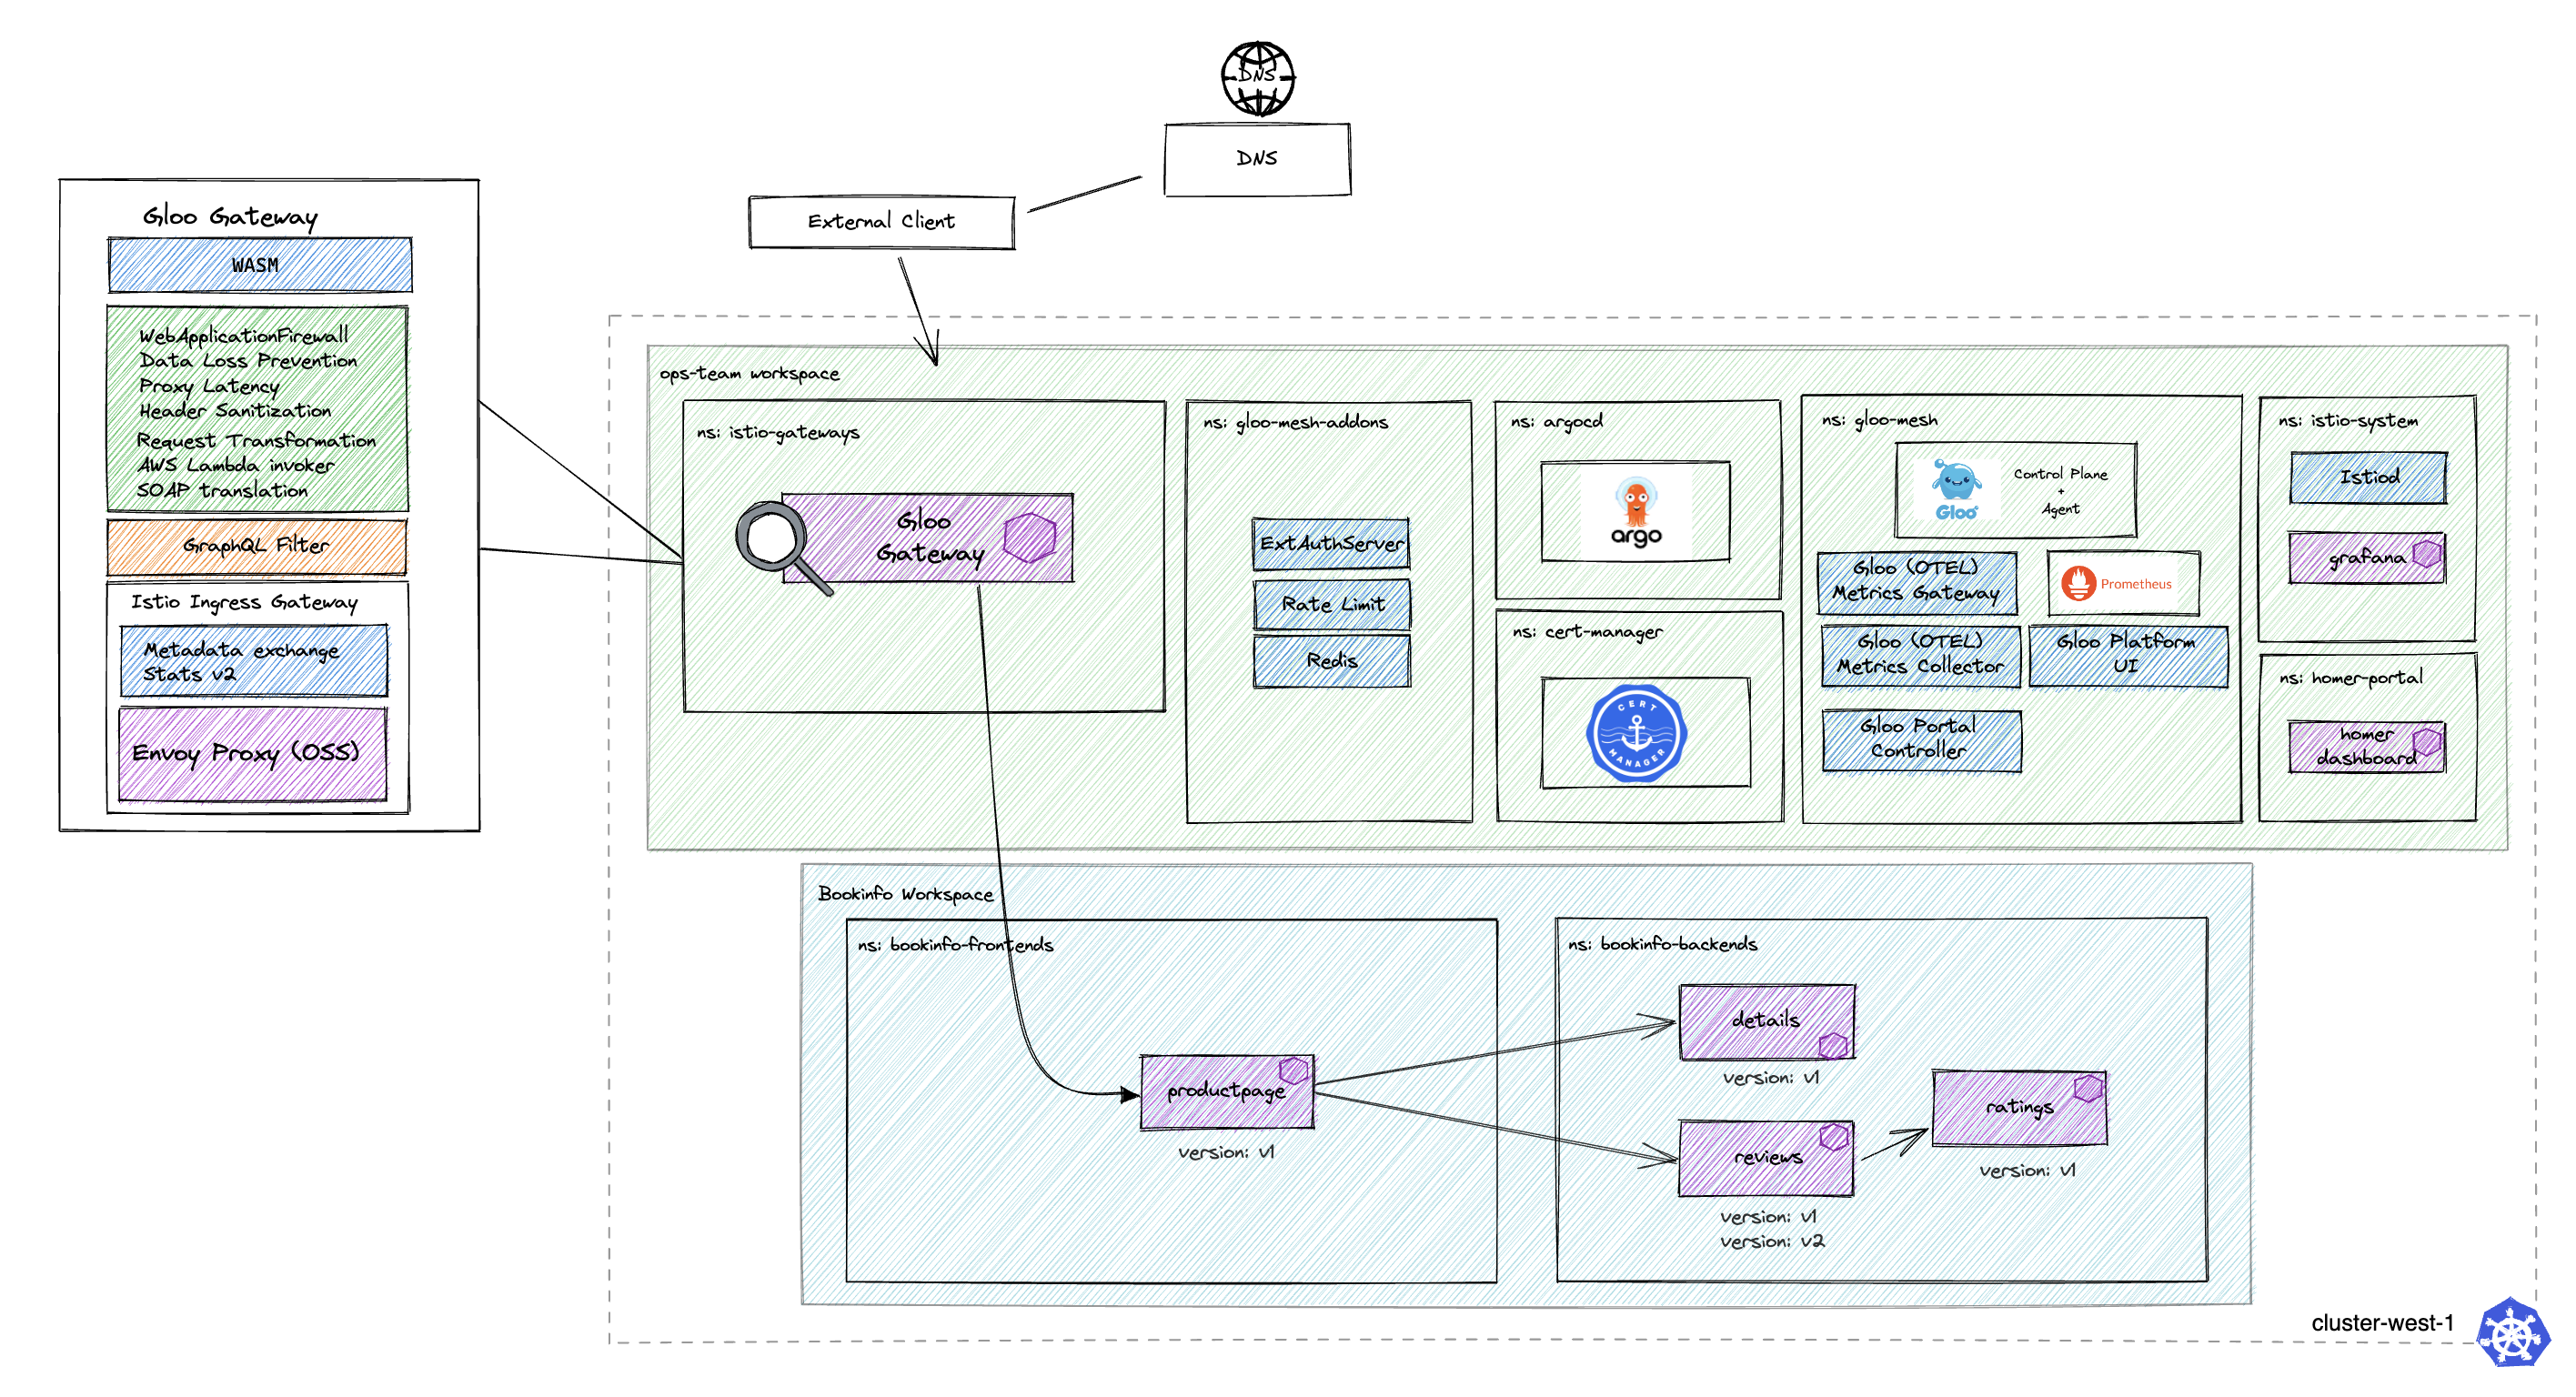 DNS
DNS
External Client
Gloo Gateway
WASM
WebApplicationFirewall
Data Loss Prevention
Proxy Latency
Header Sanitization
Request Transformation
AWS Lambda invoker
SOAP translation
GraphQL Filter
Istio Ingress Gateway
Metadata exchange
Stats v2
Envoy Proxy (OSS)
ops-team workspace
ns: istio-gateways
Gloo
Gateway
ns: gloo-mesh-addons
ExtAuthServer
Rate Limit
Redis
ns: argocd
argo
ns: cert-manager
CERT
MANAGER
ns: gloo-mesh
Gloo
Control Plane
+
Agent
Gloo (OTEL)
Metrics Gateway
Prometheus
Gloo (OTEL)
Metrics Collector
Gloo Platform
UI
Gloo Portal
Controller
ns: istio-system
Istiod
grafana
ns: homer-portal
homer
dashboard
Bookinfo Workspace
ns: bookinfo-frontends
productpage
version: v1
ns: bookinfo-backends
details
version: v1
reviews
version: v1
version: v2
ratings
version: v1
cluster-west-1